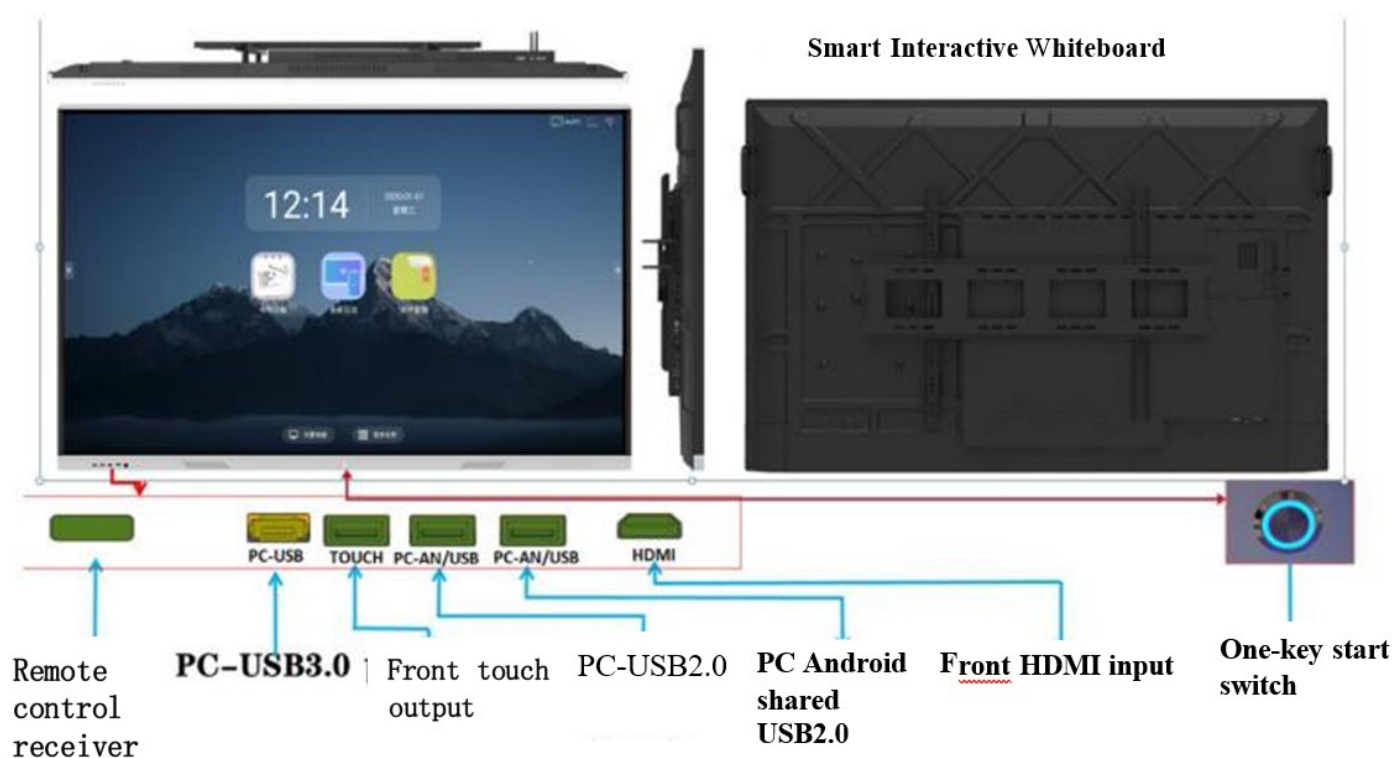 Smart Interactive Whiteboard
12:14
PC-USB
TOUCH
PC-AN/USB
PC-AN/USB
HDMI
Remote
control
receiver
PC-USB3.0
Front touch
output
PC-USB2.0
PC Android
shared
USB2.0
Front HDMI input
One-key start
switch